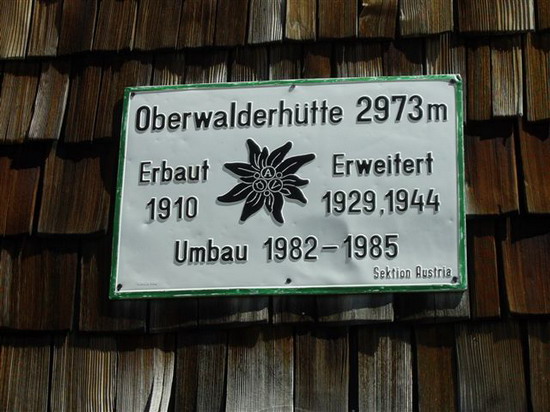 Oberwalderhütte 2973m
Erbaut Erweitert
1910 A 1929,1944
Umbau 1982-1985
Sektion Austria